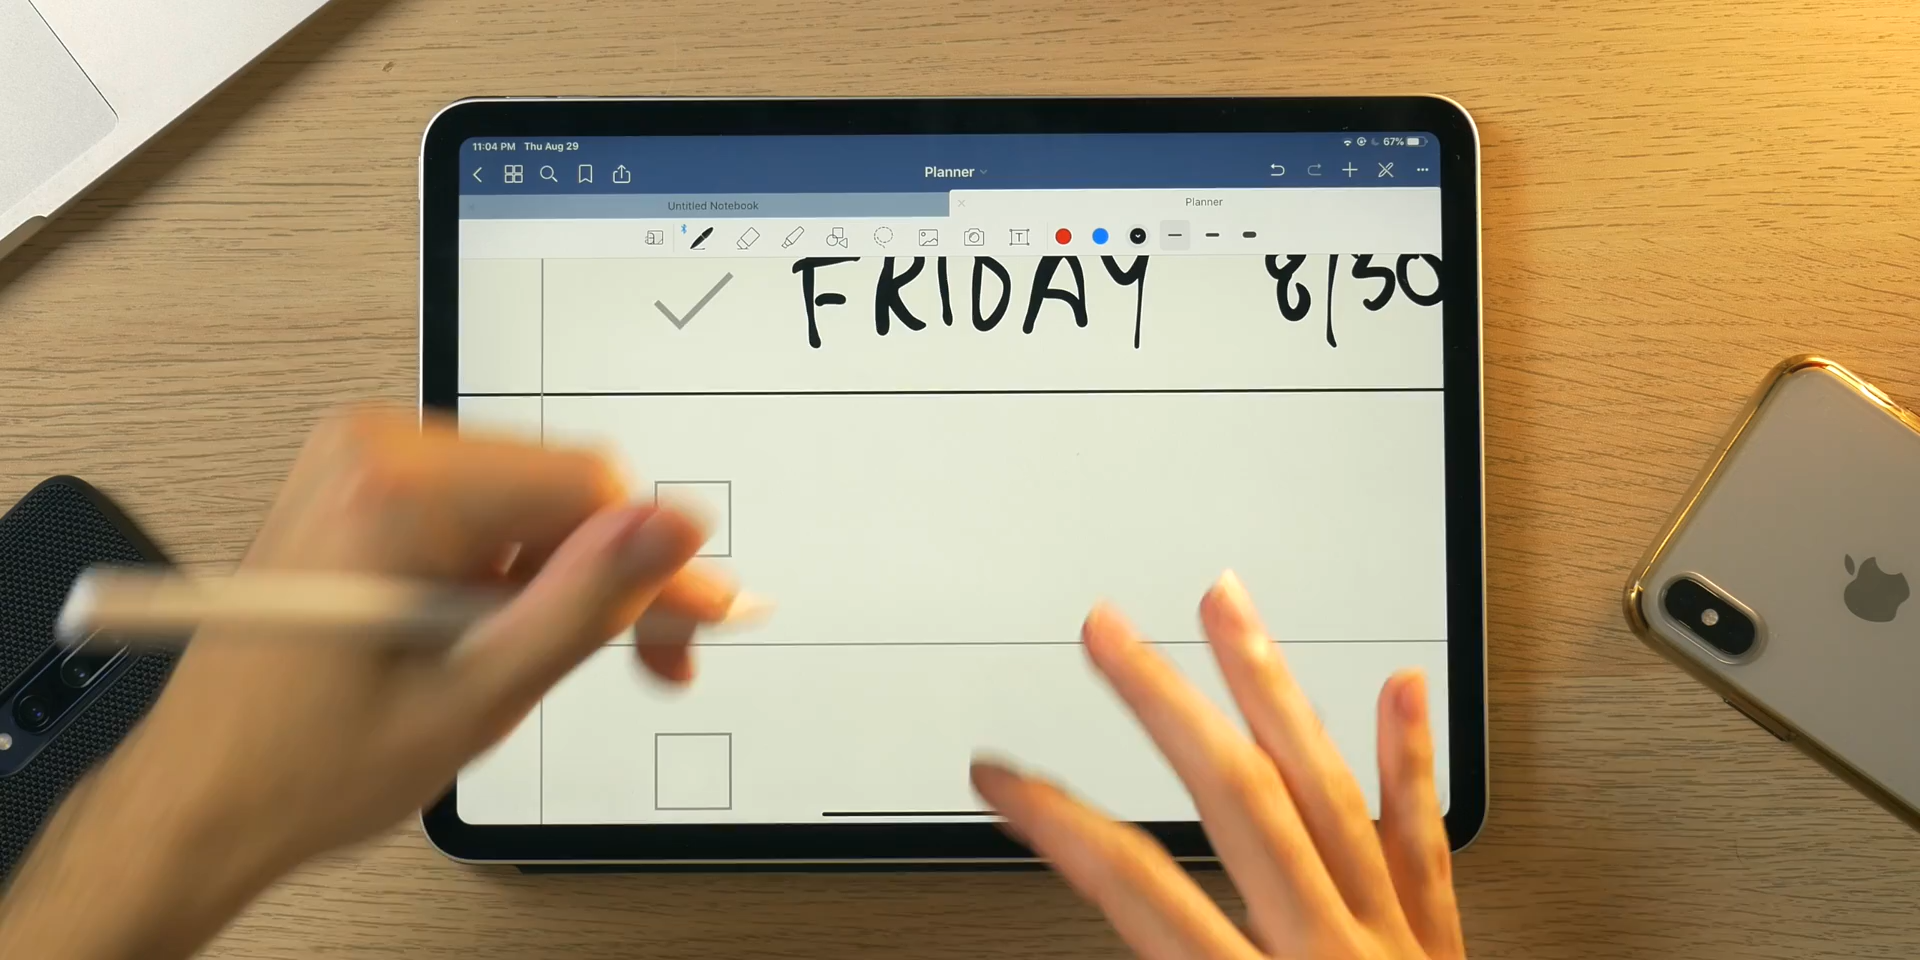 11:04 PM Thu Aug 29
67%
Planner
Untitled Notebook
Planner
T
FRIDAY 8/30